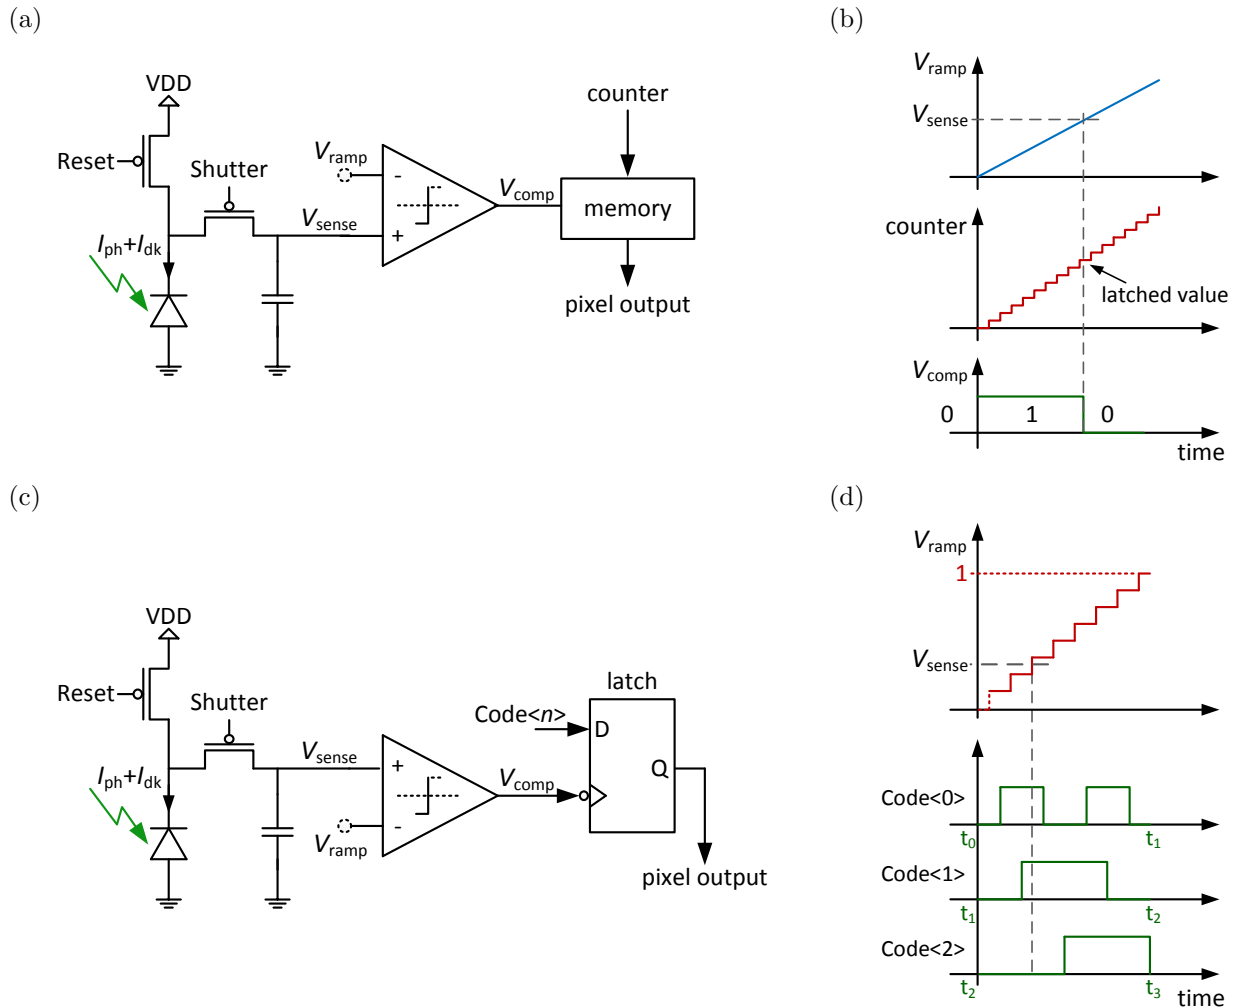 (a)
VDD
Reset
Shutter
Iph+Idk
Vramp
Vsense
-
+
Vcomp
counter
memory
pixel output
(b)
Vramp
Vsense
counter
latched value
Vcomp
0 1 0
time
(c)
VDD
Reset
Shutter
Iph+Idk
Vsense
Vramp
+
-
Vcomp
latch
Code<n>
D
Q
pixel output
(d)
Vramp
1
Vsense
Code<0>
t0 t1
Code<1>
t1 t2
Code<2>
t2 t3
time